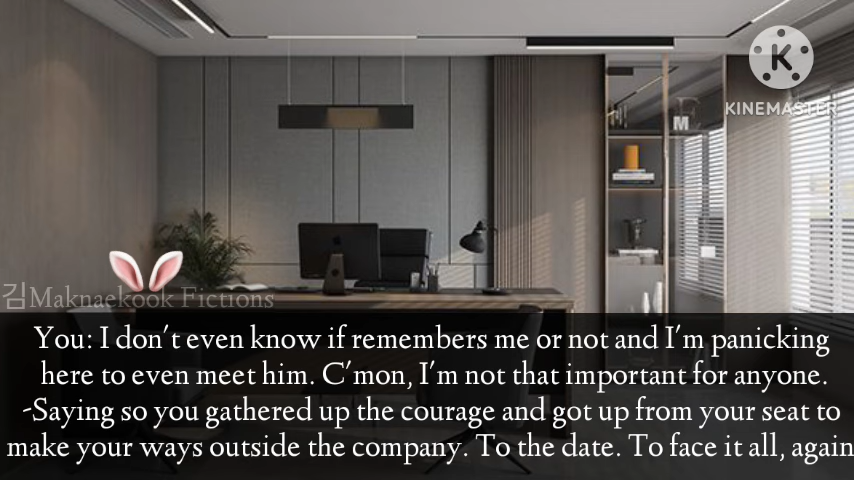 KINEMASTER
김Maknaekook Fictions
You: I don't even know if remembers me or not and I'm panicking
here to even meet him. C'mon, I'm not that important for anyone.
-Saying so you gathered up the courage and got up from your seat to
make your ways outside the company. To the date. To face it all, again